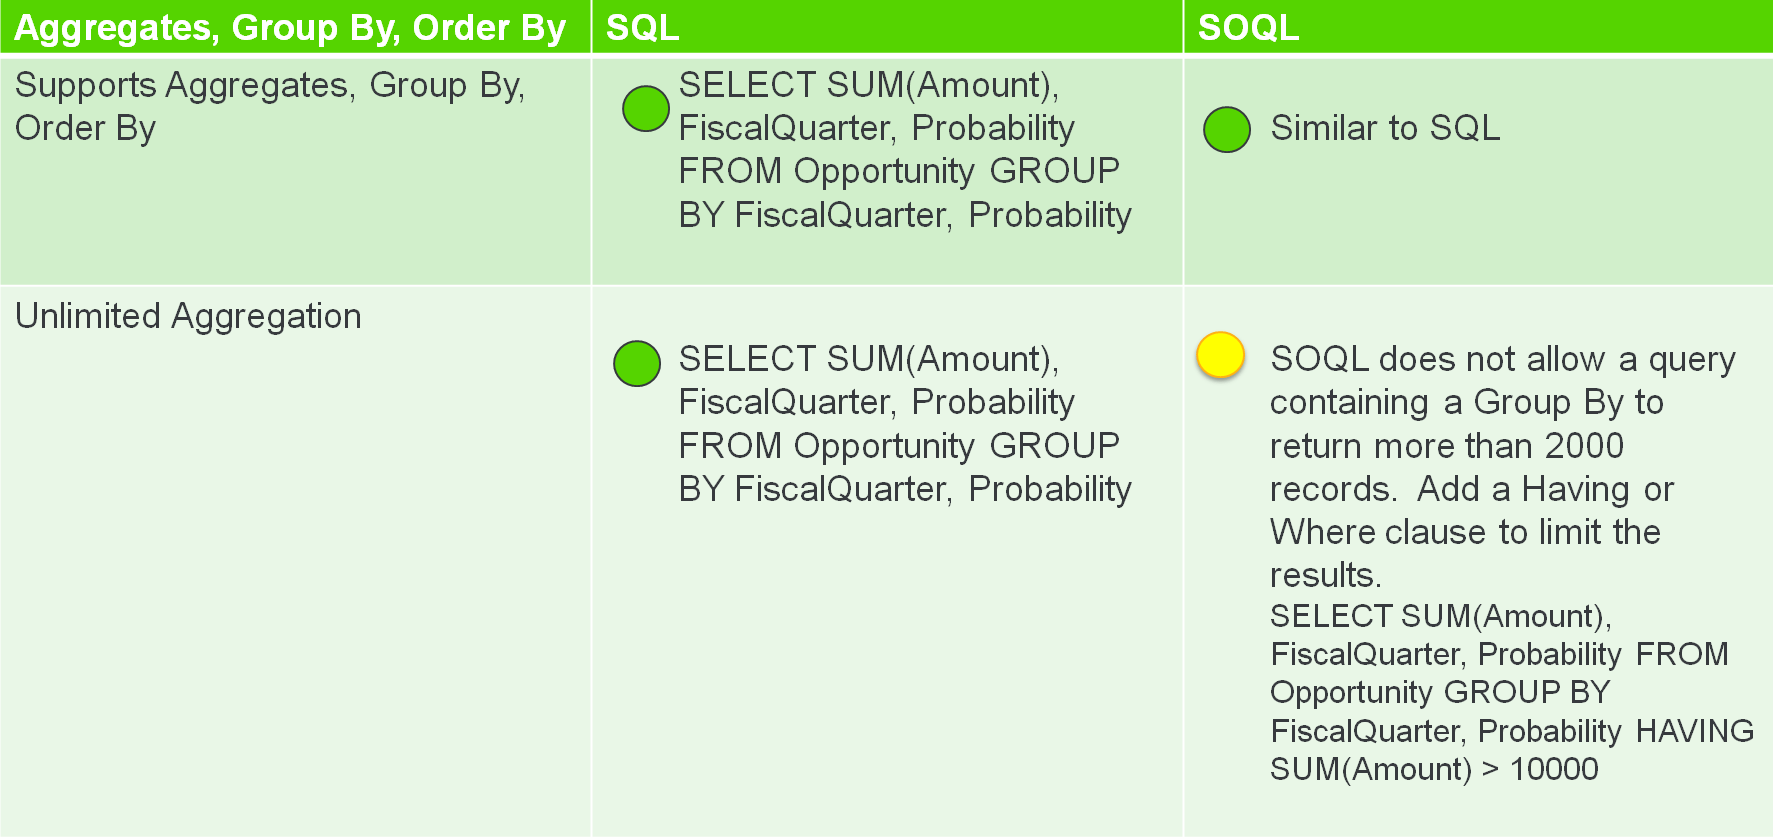 Aggregates, Group By, Order By
SQL
SOQL
Supports Aggregates, Group By,
Order By
SELECT SUM(Amount),
FiscalQuarter, Probability
FROM Opportunity GROUP
BY FiscalQuarter, Probability
Similar to SQL
Unlimited Aggregation
SELECT SUM(Amount),
FiscalQuarter, Probability
FROM Opportunity GROUP
BY FiscalQuarter, Probability
SOQL does not allow a query
containing a Group By to
return more than 2000
records. Add a Having or
Where clause to limit the
results.
SELECT SUM(Amount),
FiscalQuarter, Probability FROM
Opportunity GROUP BY
FiscalQuarter, Probability HAVING
SUM(Amount) > 10000